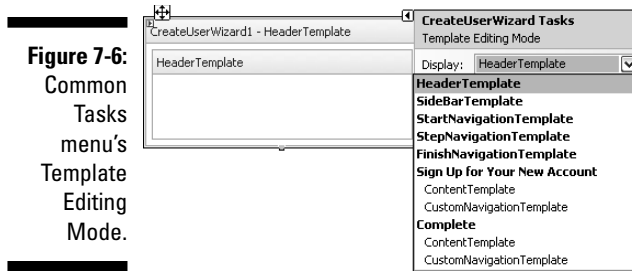 Figure 7-6:
Common
Tasks
menu's
Template
Editing
Mode.
CreateUserWizard1 - HeaderTemplate
HeaderTemplate
CreateUserWizard Tasks
Template Editing Mode
Display: HeaderTemplate
HeaderTemplate
SideBarTemplate
StartNavigationTemplate
StepNavigationTemplate
FinishNavigationTemplate
Sign Up for Your New Account
ContentTemplate
CustomNavigationTemplate
Complete
ContentTemplate
CustomNavigationTemplate